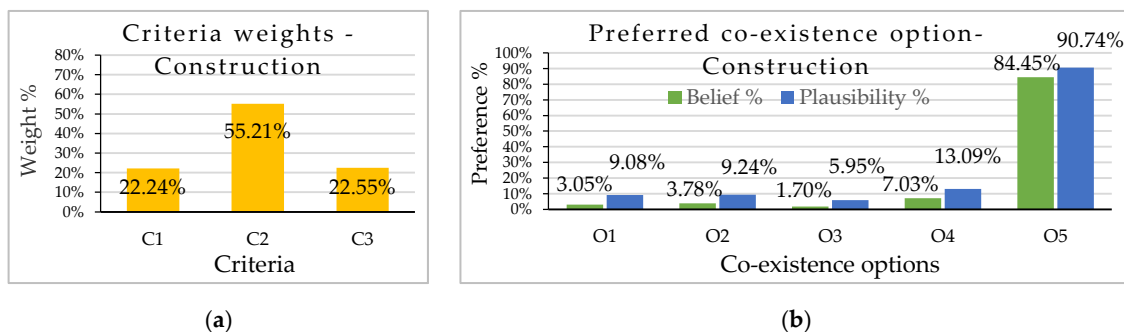 Criteria weights -
Construction
Weight %
80%
70%
60%
50%
40%
30%
20%
10%
0%
22.24%
55.21%
22.55%
C1 C2 C3
Criteria
(a)
Preferred co-existence option-
Construction
Belief % Plausibility %
Preference %
100%
90%
80%
70%
60%
50%
40%
30%
20%
10%
0%
3.05% 9.08%
3.78% 9.24%
1.70% 5.95%
7.03% 13.09%
84.45% 90.74%
O1 O2 O3 O4 O5
Co-existence options
(b)